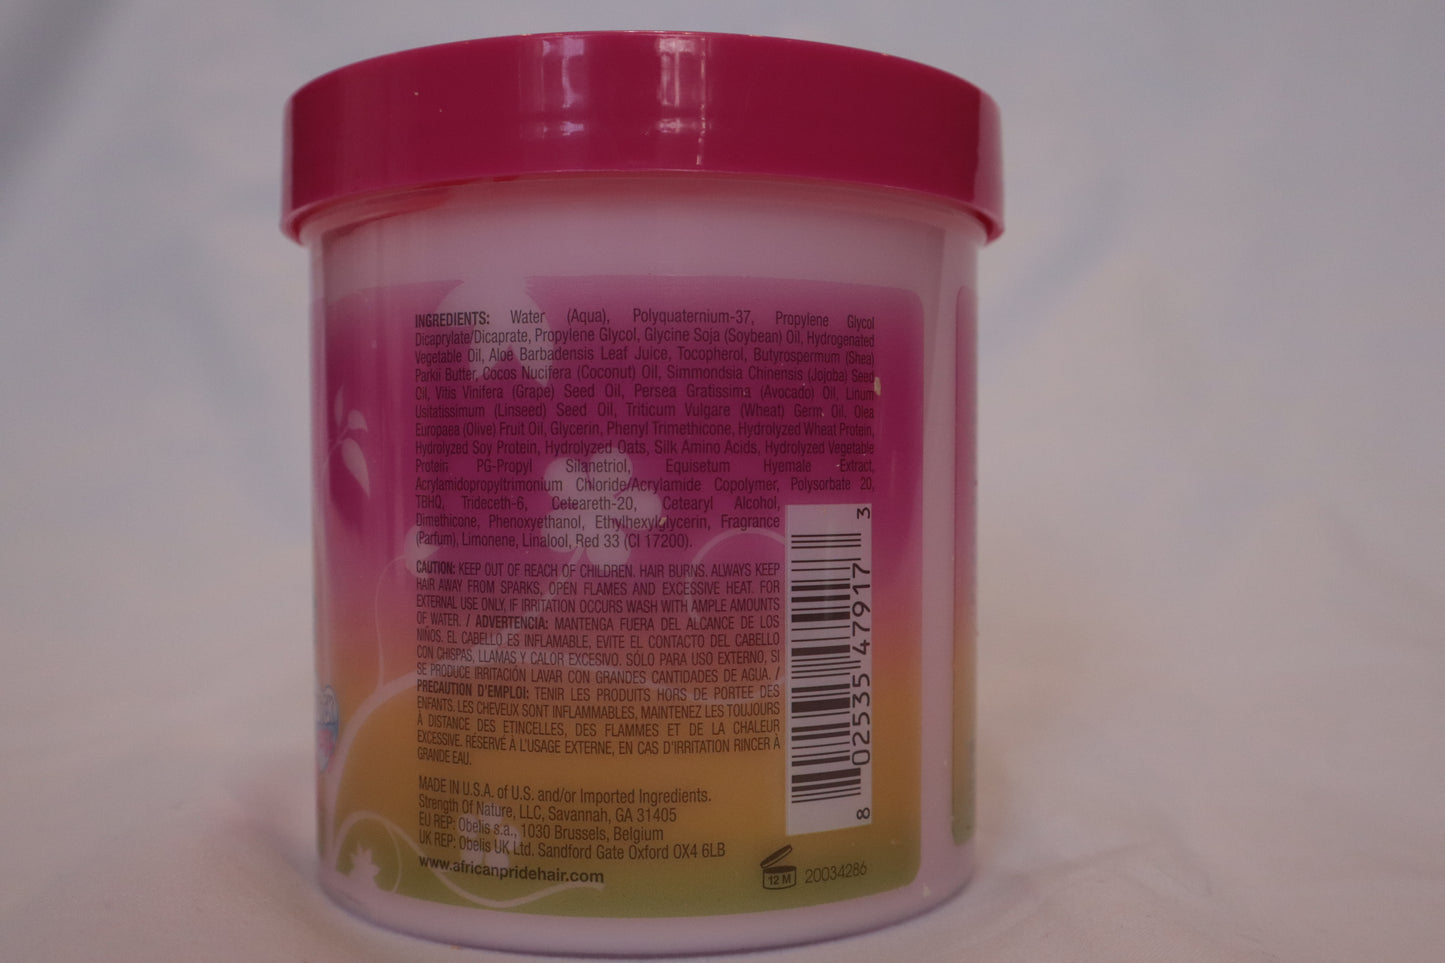 INGREDIENTS: Water (Aqua), Polyquaternium-37, Propylene Glycol
Dicaprylate/Dicaprate, Propylene Glycol, Glycine Soja (Soybean) Oil, Hydrogenated
Vegetable Oil, Aloe Barbadensis Leaf Juice, Tocopherol, Butyrospermum (Shea)
Parkii Butter, Cocos Nucifera (Coconut) Oil, Simmondsia Chinensis (Jojoba) Seed
Oil, Vitis Vinifera (Grape) Seed Oil, Persea Gratissima (Avocado) Oil, Linum
Usitatissimum (Linseed) Seed Oil, Triticum Vulgare (Wheat) Germ Oil, Olea
Europaea (Olive) Fruit Oil, Glycerin, Phenyl Trimethicone, Hydrolyzed Wheat Protein,
Hydrolyzed Soy Protein, Hydrolyzed Oats, Silk Amino Acids, Hydrolyzed Vegetable
Protein PG-Propyl Silanetriol, Equisetum Hyemale Extract,
Acrylamidopropyltrimonium Chloride/Acrylamide Copolymer, Polysorbate 20,
TBHQ, Trideceth-6, Ceteareth-20, Cetearyl Alcohol,
Dimethicone, Phenoxyethanol, Ethylhexylglycerin, Fragrance
(Parfum), Limonene, Linalool, Red 33 (CI 17200).
CAUTION: KEEP OUT OF REACH OF CHILDREN. HAIR BURNS. ALWAYS KEEP
HAIR AWAY FROM SPARKS, OPEN FLAMES AND EXCESSIVE HEAT. FOR
EXTERNAL USE ONLY, IF IRRITATION OCCURS WASH WITH AMPLE AMOUNTS
OF WATER. / ADVERTENCIA: MANTENGA FUERA DEL ALCANCE DE LOS
NIÑOS. EL CABELLO ES INFLAMABLE, EVITE EL CONTACTO DEL CABELLO
CON CHISPAS, LLAMAS Y CALOR EXCESIVO. SÓLO PARA USO EXTERNO, SI
SE PRODUCE IRRITACIÓN LAVAR CON GRANDES CANTIDADES DE AGUA. /
PRECAUTION D'EMPLOI: TENIR LES PRODUITS HORS DE PORTEE DES
ENFANTS. LES CHEVEUX SONT INFLAMMABLES, MAINTENEZ LES TOUJOURS
À DISTANCE DES ETINCELLES, DES FLAMMES ET DE LA CHALEUR
EXCESSIVE. RÉSERVÉ À L'USAGE EXTERNE, EN CAS D'IRRITATION RINCER À
GRANDE EAU.
8 02535 47917 3
MADE IN U.S.A. of U.S. and/or Imported Ingredients.
Strength Of Nature, LLC, Savannah, GA 31405
EU REP: Obelis s.a., 1030 Brussels, Belgium
UK REP: Obelis UK Ltd. Sandford Gate Oxford OX4 6LB
www.africanpridehair.com
12 M
20034286